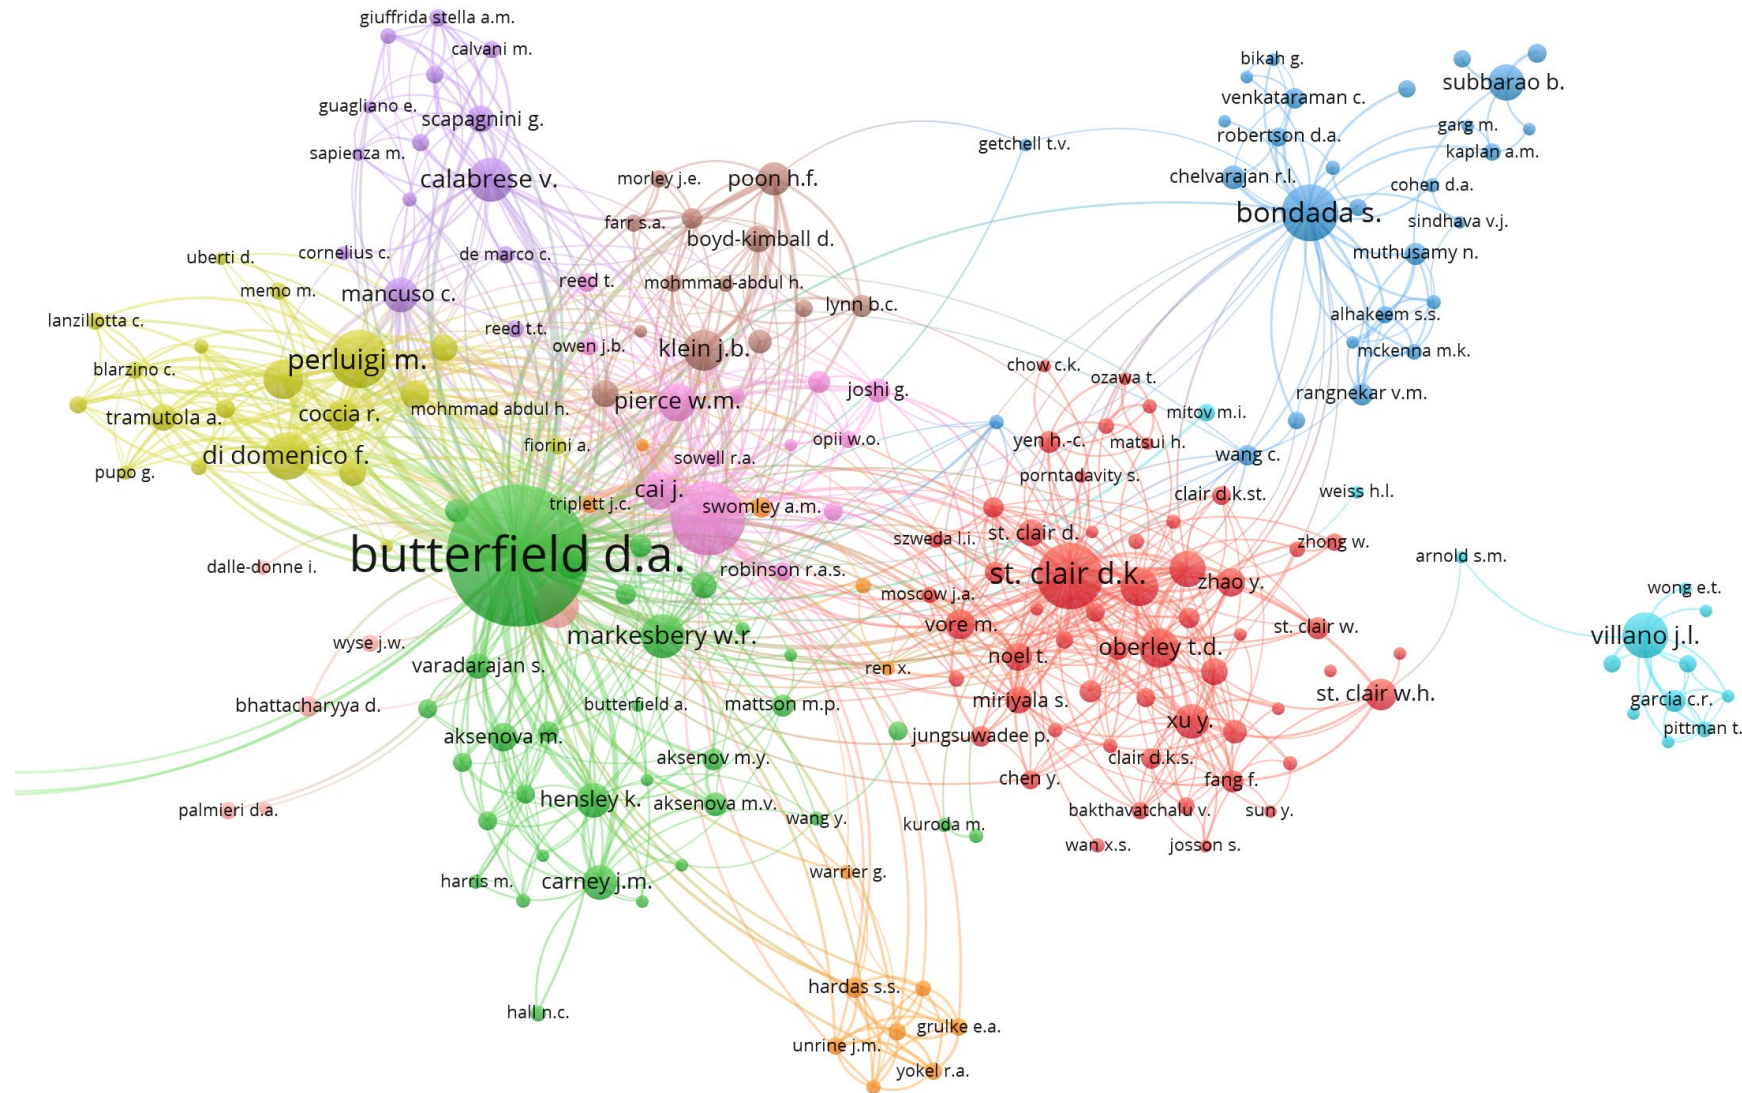 giuffrida stella a.m.
calvani m.
bikah g.
subbarao b.
guagliano e.
venkataraman c.
scapagnini g.
garg m.
robertson d.a.
getchell t.v.
sapienza m.
kaplan a.m.
calabrese v.
morley j.e.
poon h.f.
chelvarajan r.l.
cohen d.a.
bondada s.
farr s.a.
sindhava v.j.
boyd-kimball d.
uberti d.
cornelius c.
de marco c.
muthusamy n.
memo m.
mancuso c.
reed t.
mohmmad-abdul h.
lynn b.c.
lanzillotta c.
reed t.t.
alhakeem s.s.
owen j.b.
klein j.b.
mckenna m.k.
perluigi m.
blarzino c.
chow c.k.
ozawa t.
joshi g.
rangnekar v.m.
tramutola a.
coccia r.
mohmmad abdul h.
pierce w.m.
mitov m.i.
fiorini a.
opii w.o.
yen h.-c.
matsui h.
di domenico f.
sowell r.a.
wang c.
pupo g.
porntadavity s.
cai j.
clair d.k.st.
weiss h.l.
triplett j.c.
swomley a.m.
butterfield d.a.
szweda l.i.
st. clair d.
zhong w.
dalle-donne i.
robinson r.a.s.
st. clair d.k.
zhao y.
arnold s.m.
moscow j.a.
wong e.t.
wyse j.w.
markesbery w.r.
vore m.
st. clair w.
villano j.l.
varadarajan s.
ren x.
noel t.
oberley t.d.
bhattacharyya d.
butterfield a.
mattson m.p.
miriyala s.
st. clair w.h.
garcia c.r.
aksenova m.
jungsuwadee p.
xu y.
pittman t.
aksenov m.y.
clair d.k.s.
chen y.
fang f.
palmieri d.a.
hensley k.
aksenova m.v.
wang y.
kuroda m.
bakthavatchalu v.
sun y.
wan x.s.
josson s.
harris m.
carney j.m.
warrier g.
hardas s.s.
hall n.c.
grulke e.a.
unrine j.m.
yokel r.a.